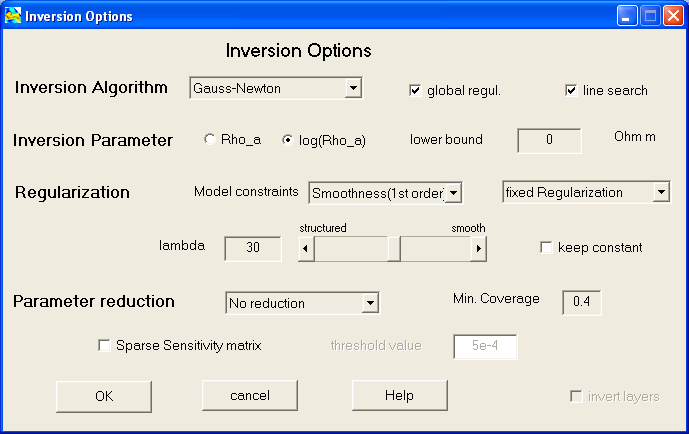 Inversion Options
Inversion Options
Inversion Algorithm Gauss-Newton global regul. line search
Inversion Parameter Rho_a log(Rho_a) lower bound 0 Ohm m
Regularization Model constraints Smoothness(1st order) fixed Regularization
structured smooth
lambda 30 keep constant
Parameter reduction No reduction Min. Coverage 0.4
Sparse Sensitivity matrix threshold value 5e-4
OK cancel Help invert layers